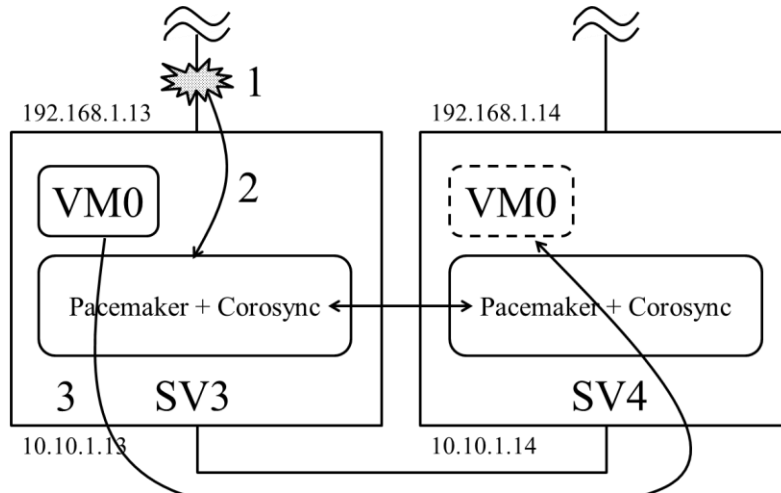 1
192.168.1.13
192.168.1.14
2
VM0
VM0
Pacemaker + Corosync
Pacemaker + Corosync
3
SV3
SV4
10.10.1.13
10.10.1.14